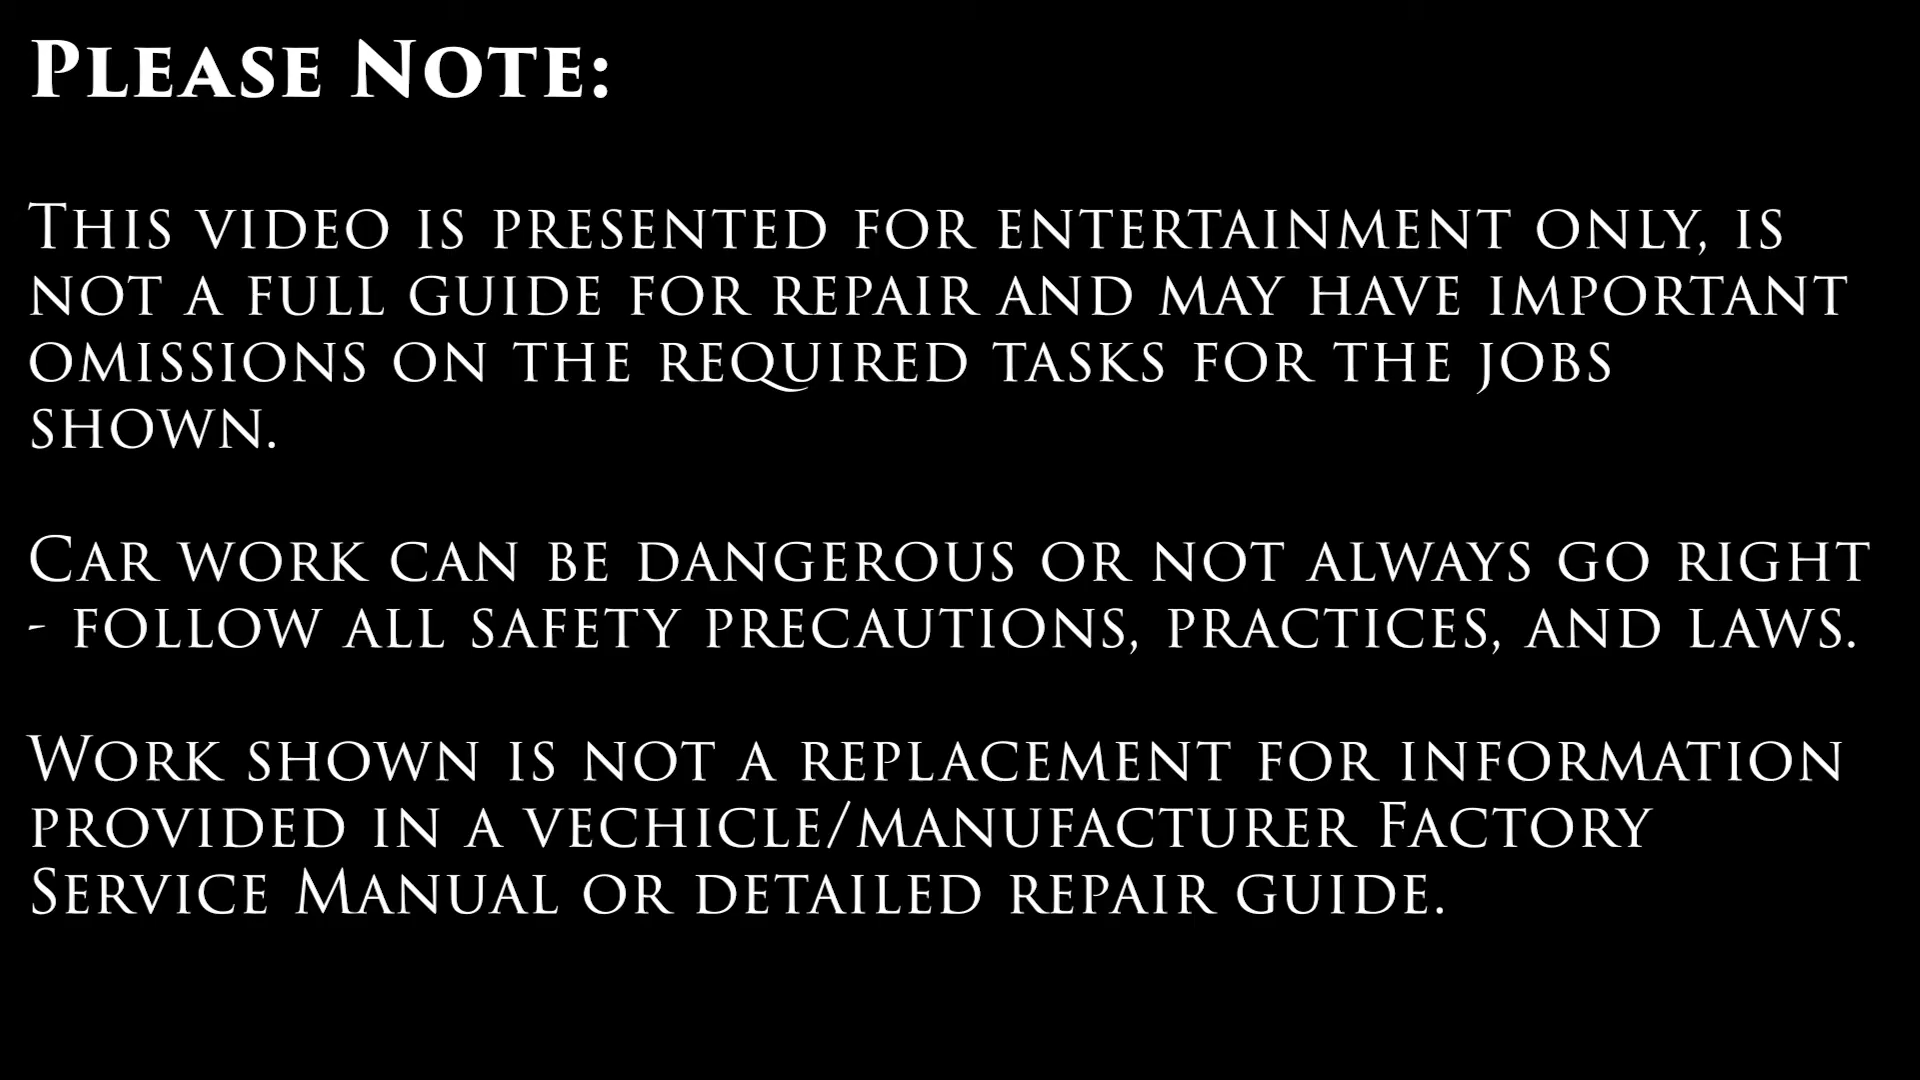 Please Note:
This video is presented for entertainment only, is
not a full guide for repair and may have important
omissions on the required tasks for the jobs
shown.
Car work can be dangerous or not always go right
- follow all safety precautions, practices, and laws.
Work shown is not a replacement for information
provided in a vechicle/manufacturer Factory
Service Manual or detailed repair guide.